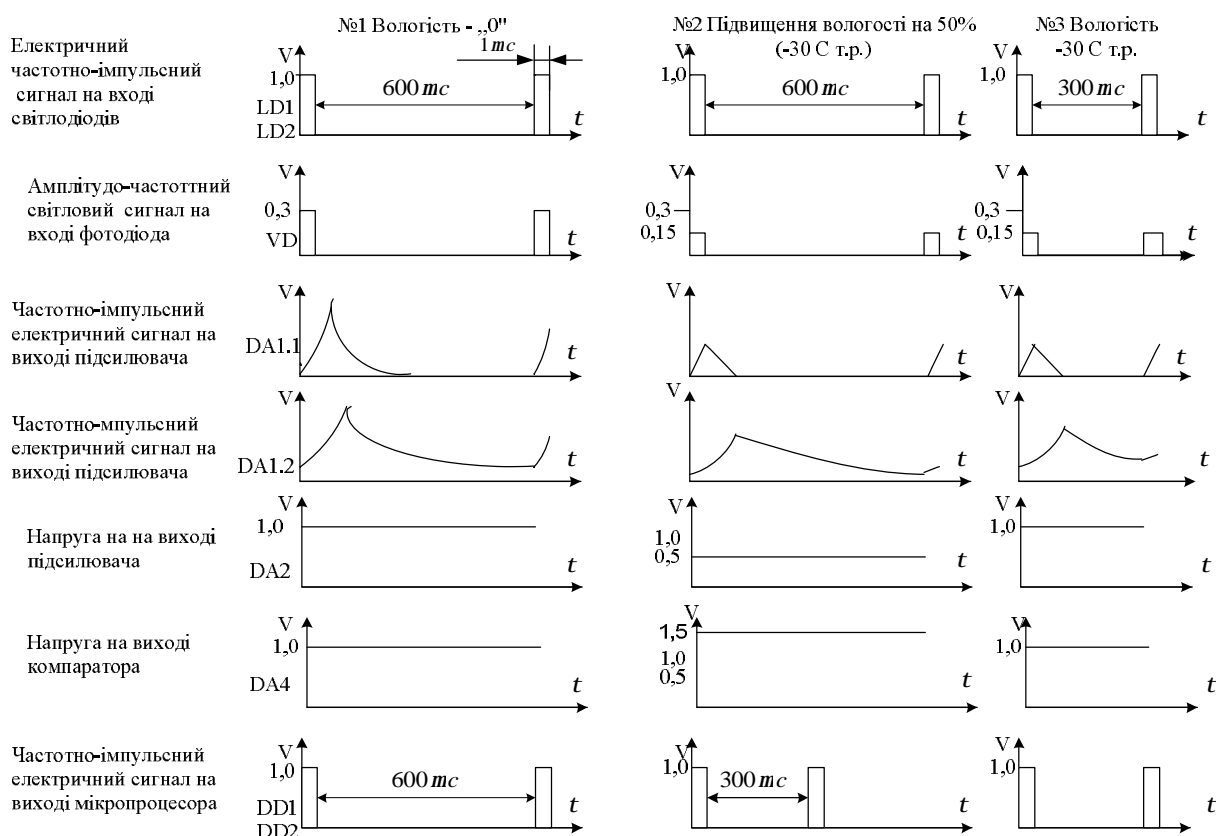 №1 Вологість - „0"
№2 Підвищення вологості на 50%
(-30 С т.р.)
№3 Вологість
-30 С т.р.
Електричний
частотно-імпульсний
сигнал на вході
світлодіодів
V
1,0
LD1
LD2
600 mc
1 mc
t
V
1,0
600 mc
t
V
1,0
300 mc
t
Амплітудо-частоттний
світловий сигнал на
вході фотодіода
V
0,3
VD
t
V
0,3
0,15
t
V
0,3
0,15
t
Частотно-імпульсний
електричний сигнал на
виході підсилювача
V
DA1.1
t
V
t
V
t
Частотно-мпульсний
електричний сигнал на
виході підсилювача
V
DA1.2
t
V
t
V
t
Напруга на на виході
підсилювача
V
1,0
DA2
t
V
1,0
0,5
t
V
1,0
t
Напруга на виході
компаратора
V
1,0
DA4
t
V
1,5
1,0
0,5
t
V
1,0
t
Частотно-імпульсний
електричний сигнал на
виході мікропроцесора
V
1,0
DD1
DD2
600 mc
t
V
1,0
300 mc
t
V
1,0
t